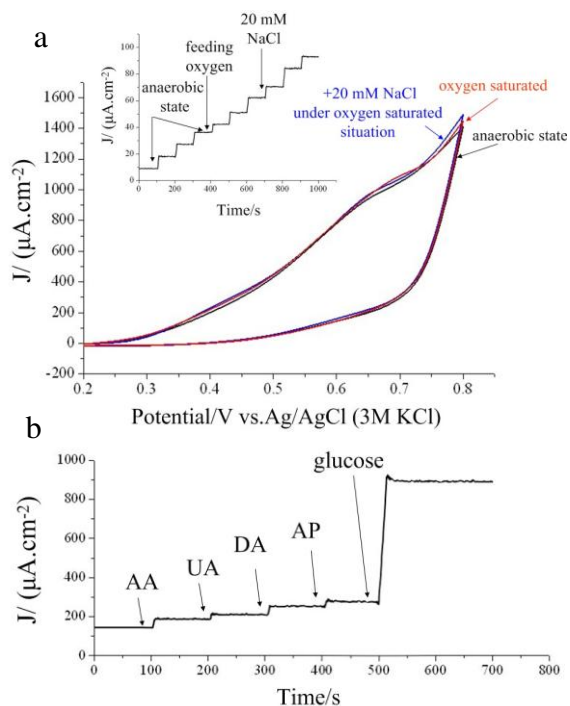 a
20 mM
NaCl
feeding
oxygen
anaerobic
state
J/ (μA.cm-2)
100
80
60
40
20
0
0 200 400 600 800 1000
Time/s
+20 mM NaCl
under oxygen saturated
situation
oxygen saturated
anaerobic state
J/ (μA.cm-2)
1600
1400
1200
1000
800
600
400
200
0
-200
0.2 0.3 0.4 0.5 0.6 0.7 0.8
Potential/V vs.Ag/AgCl (3M KCl)
b
J/ (μA.cm-2)
1000
800
600
400
200
0
AA
UA
DA
AP
glucose
0 100 200 300 400 500 600 700 800
Time/s